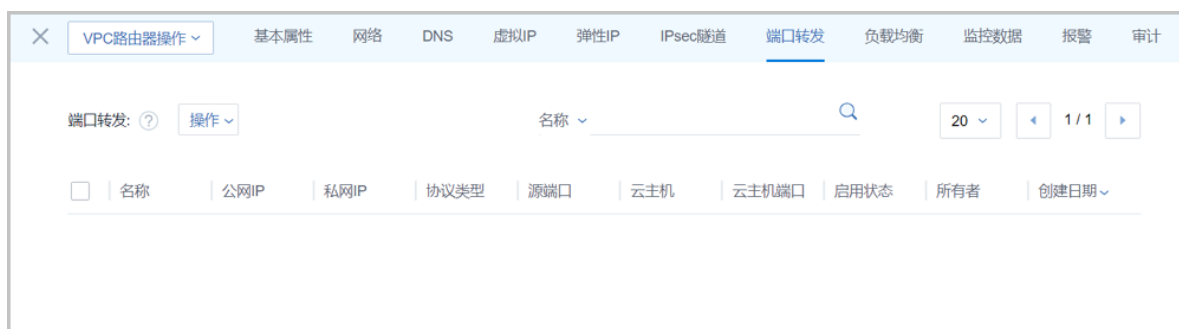 VPC路由器操作 基本属性 网络 DNS 虚拟IP 弹性IP IPsec隧道 端口转发 负载均衡 监控数据 报警 审计
端口转发: ? 操作 名称 20 1 / 1
名称 公网IP 私网IP 协议类型 源端口 云主机 云主机端口 启用状态 所有者 创建日期